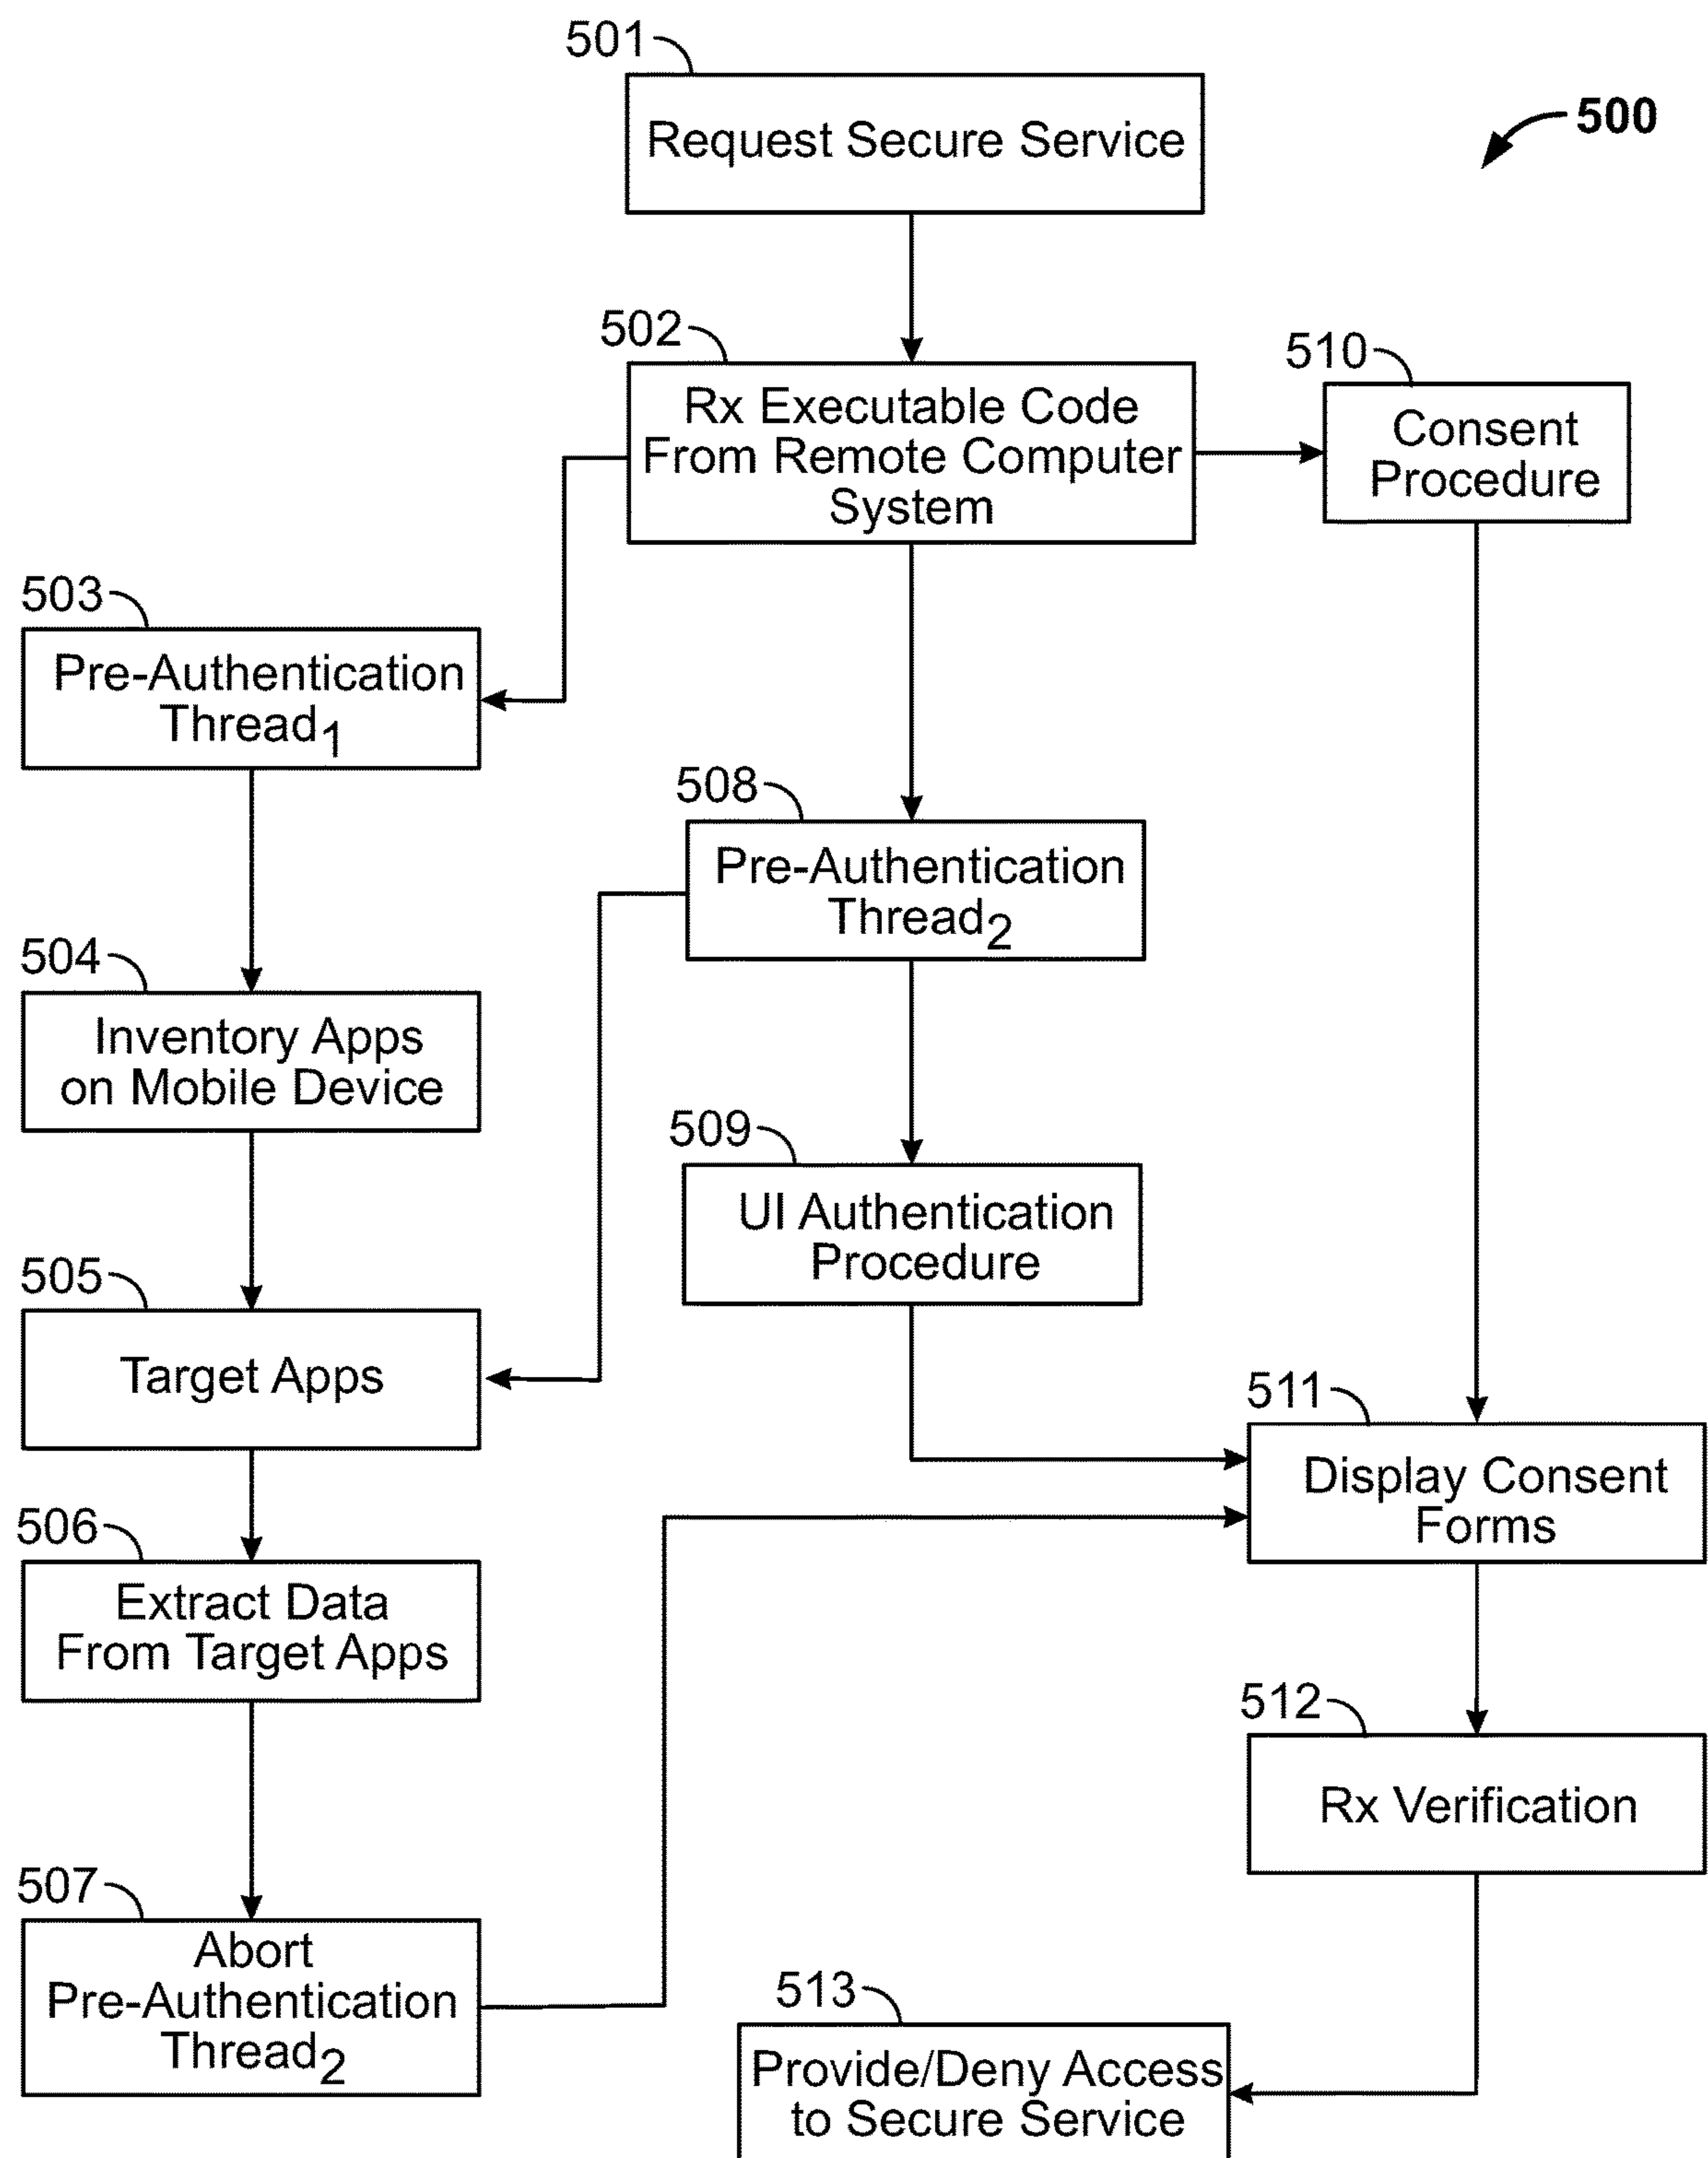 501
Request Secure Service
500
502
Rx Executable Code
From Remote Computer
System
510
Consent
Procedure
503
Pre-Authentication
Thread1
508
Pre-Authentication
Thread2
504
Inventory Apps
on Mobile Device
509
UI Authentication
Procedure
505
Target Apps
511
Display Consent
Forms
506
Extract Data
From Target Apps
512
Rx Verification
507
Abort
Pre-Authentication
Thread2
513
Provide/Deny Access
to Secure Service